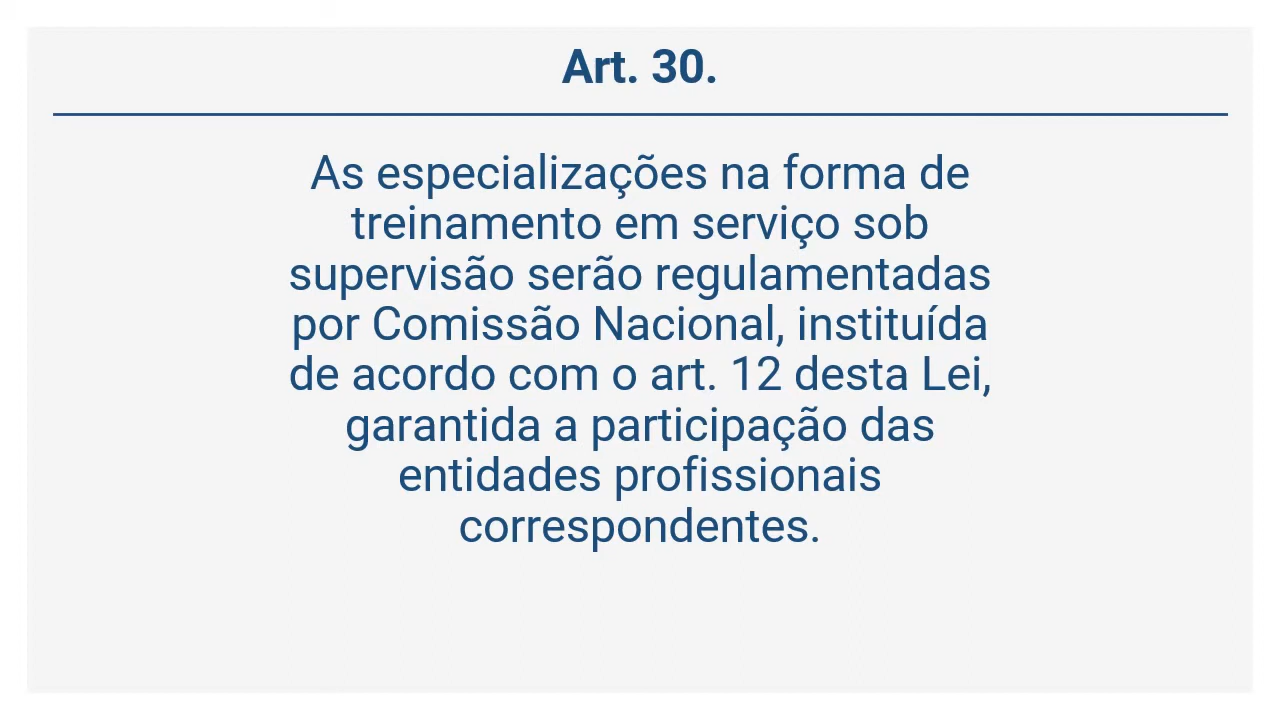 Art. 30.
As especializações na forma de
treinamento em serviço sob
supervisão serão regulamentadas
por Comissão Nacional, instituída
de acordo com o art. 12 desta Lei,
garantida a participação das
entidades profissionais
correspondentes.